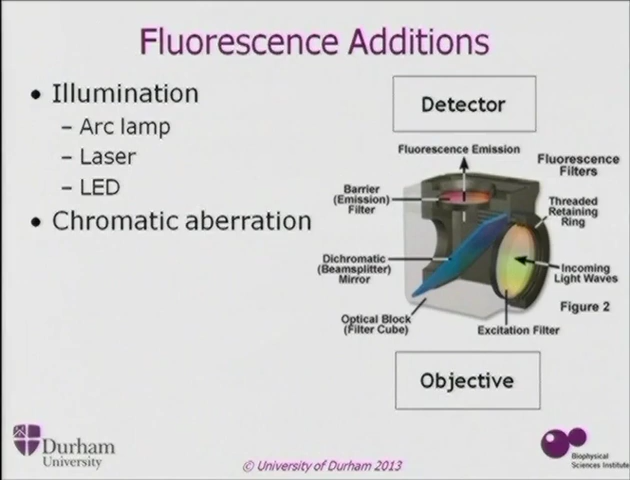 Fluorescence Additions
• Illumination
– Arc lamp
– Laser
– LED
• Chromatic aberration
Detector
Fluorescence Emission
Fluorescence
Filters
Barrier
(Emission)
Filter
Threaded
Retaining
Ring
Dichromatic
(Beamsplitter)
Mirror
Incoming
Light Waves
Figure 2
Optical Block
(Filter Cube)
Excitation Filter
Objective
Durham
University
© University of Durham 2013
Biophysical
Sciences Institute